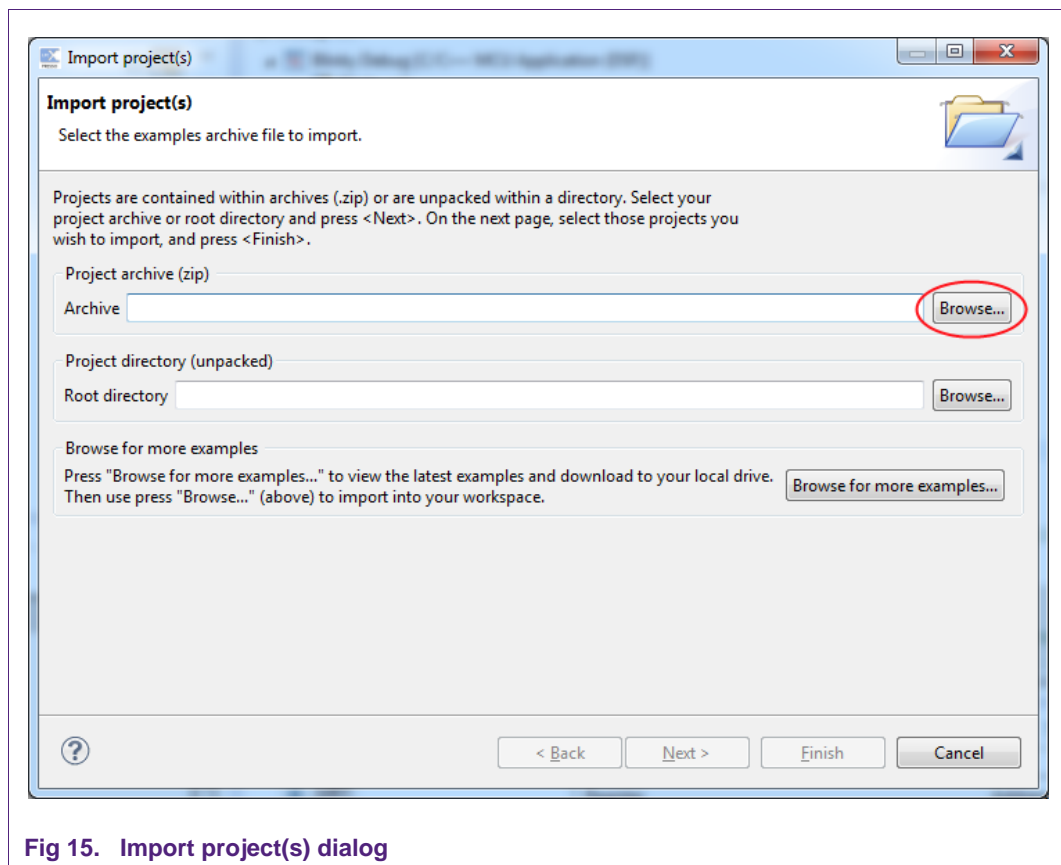 Import project(s)
Import project(s)
Select the examples archive file to import.
Projects are contained within archives (.zip) or are unpacked within a directory. Select your
project archive or root directory and press <Next>. On the next page, select those projects you
wish to import, and press <Finish>.
Project archive (zip)
Archive Browse...
Project directory (unpacked)
Root directory Browse...
Browse for more examples
Press "Browse for more examples..." to view the latest examples and download to your local drive.
Then use press "Browse..." (above) to import into your workspace.
Browse for more examples...
< Back Next > Finish Cancel
Fig 15. Import project(s) dialog